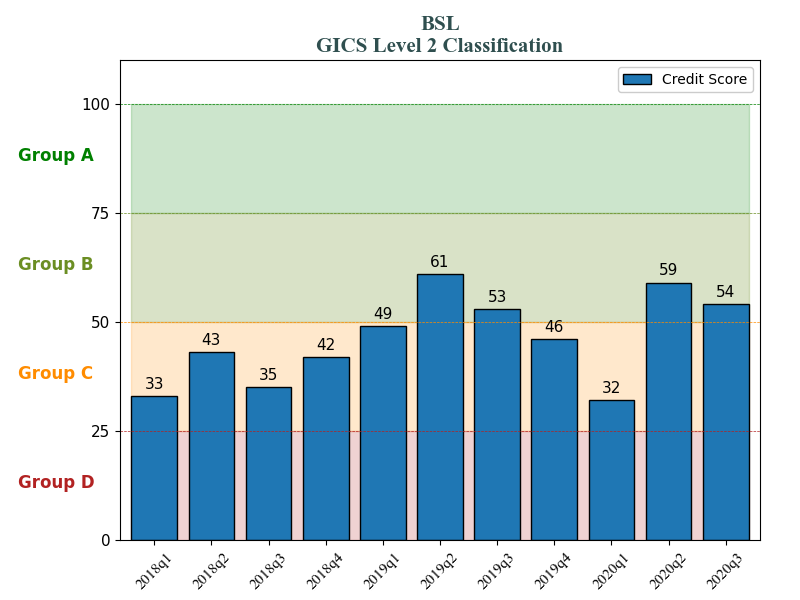 BSL
GICS Level 2 Classification
Credit Score
100
Group A
75
Group B
61
59
54
53
50
49
46
43
42
Group C
35
33
32
25
Group D
0
2018q1 2018q2 2018q3 2018q4 2019q1 2019q2 2019q3 2019q4 2020q1 2020q2 2020q3